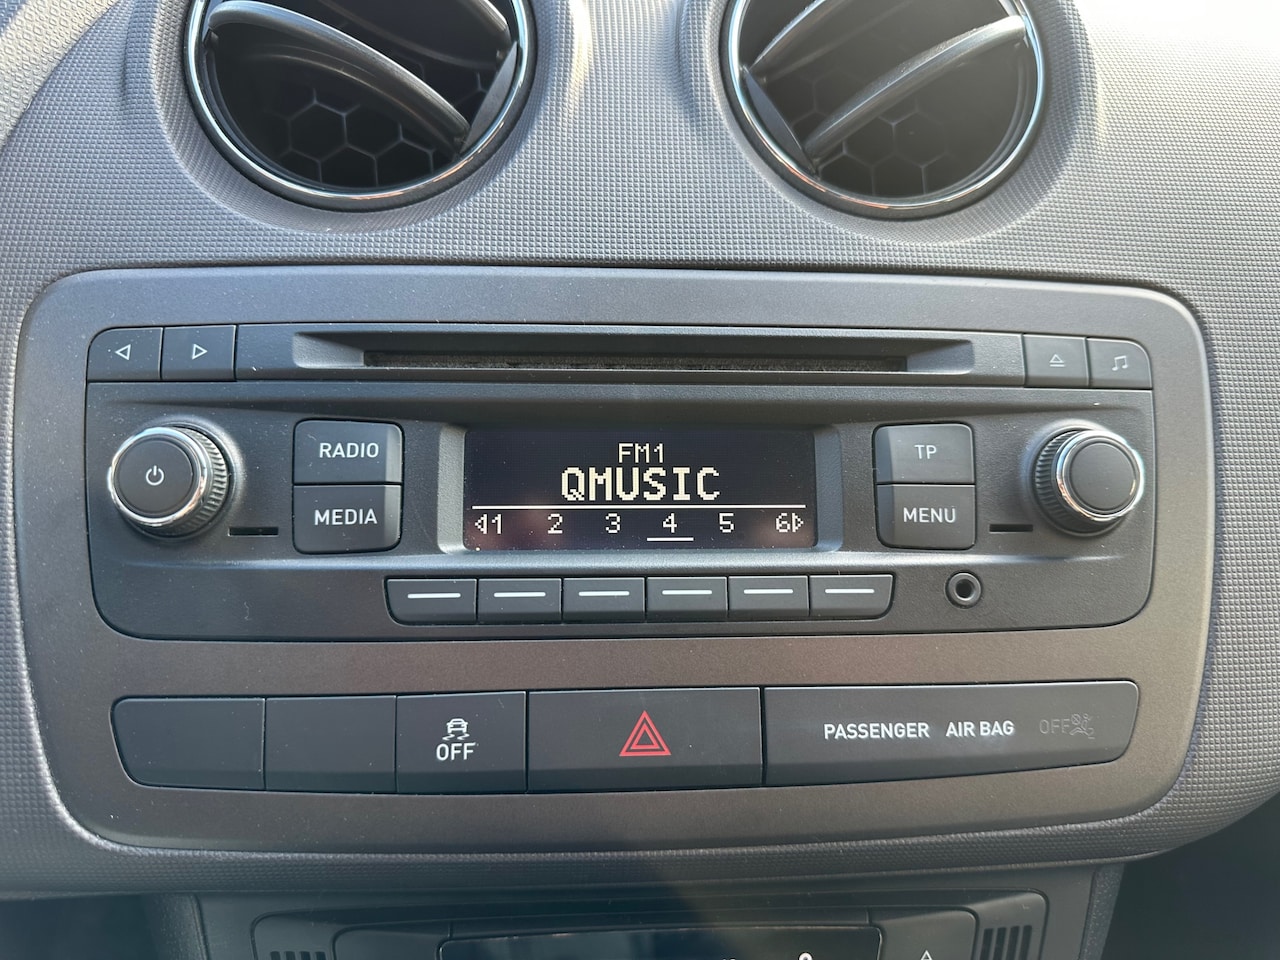 RADIO
MEDIA
FM1
QMUSIC
1 2 3 4 5 6
TP
MENU
OFF
PASSENGER AIR BAG OFF